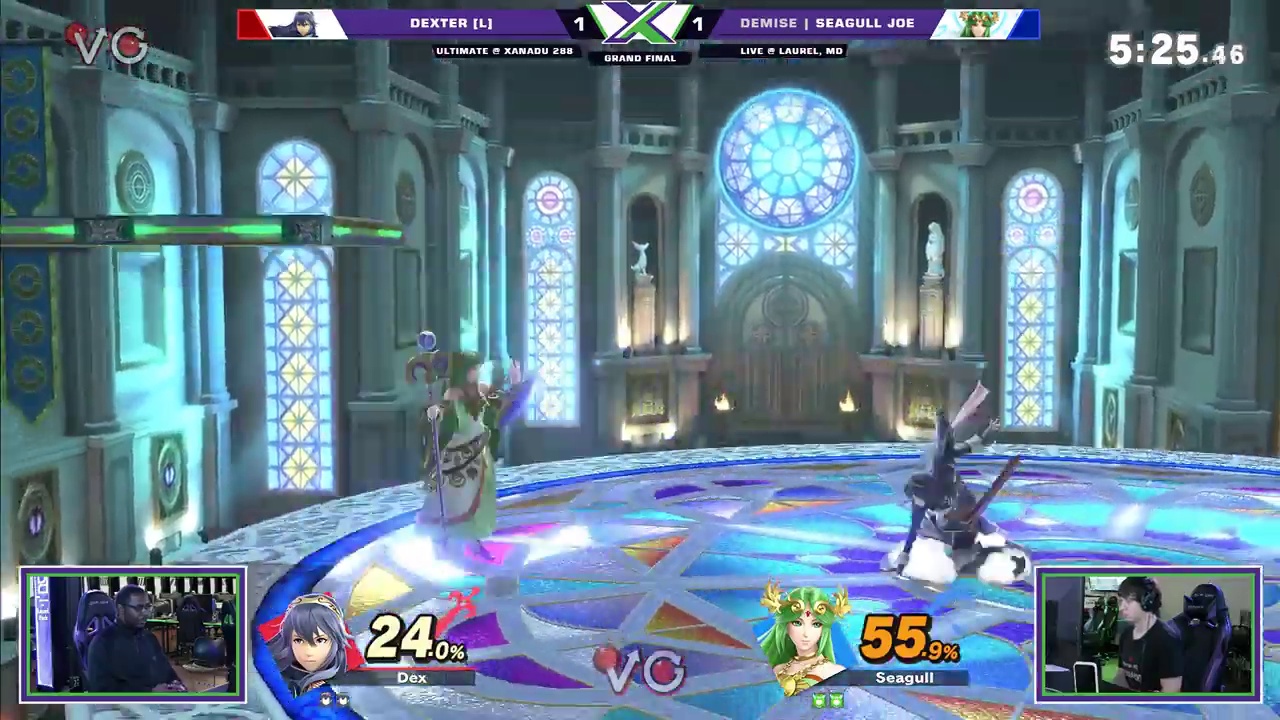 DEXTER [L]
1
1
DEMISE | SEAGULL JOE
ULTIMATE @ XANADU 288
GRAND FINAL
LIVE @ LAUREL, MD
VG
5:25.46
24.0%
Dex
VG
55.9%
Seagull